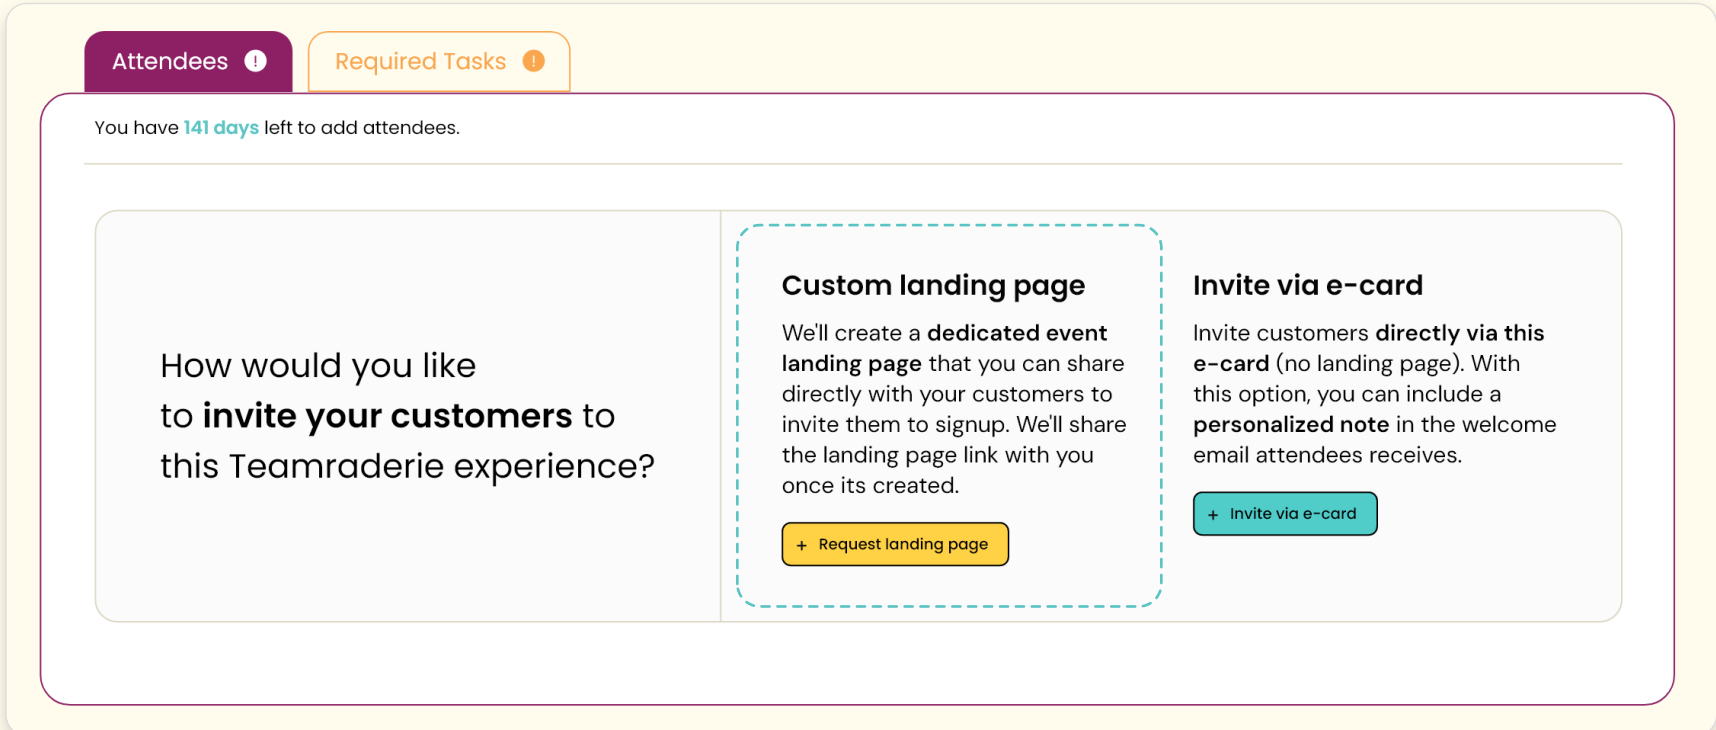 Attendees !
Required Tasks !
You have 141 days left to add attendees.
How would you like
to invite your customers to
this Teamraderie experience?
Custom landing page
We'll create a dedicated event
landing page that you can share
directly with your customers to
invite them to signup. We'll share
the landing page link with you
once its created.
+ Request landing page
Invite via e-card
Invite customers directly via this
e-card (no landing page). With
this option, you can include a
personalized note in the welcome
email attendees receives.
+ Invite via e-card